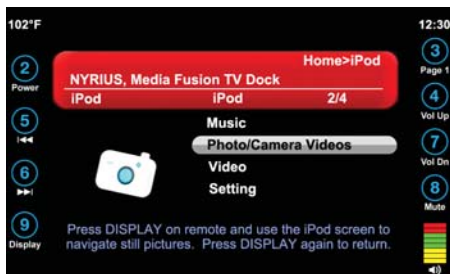 102°F
12:30
Home>iPod
NYRIUS, Media Fusion TV Dock
iPod iPod 2/4
Music
Photo/Camera Videos
Video
Setting
Press DISPLAY on remote and use the iPod screen to
navigate still pictures. Press DISPLAY again to return.
2
Power
5
6
9
Display
3
Page 1
4
Vol Up
7
Vol Dn
8
Mute